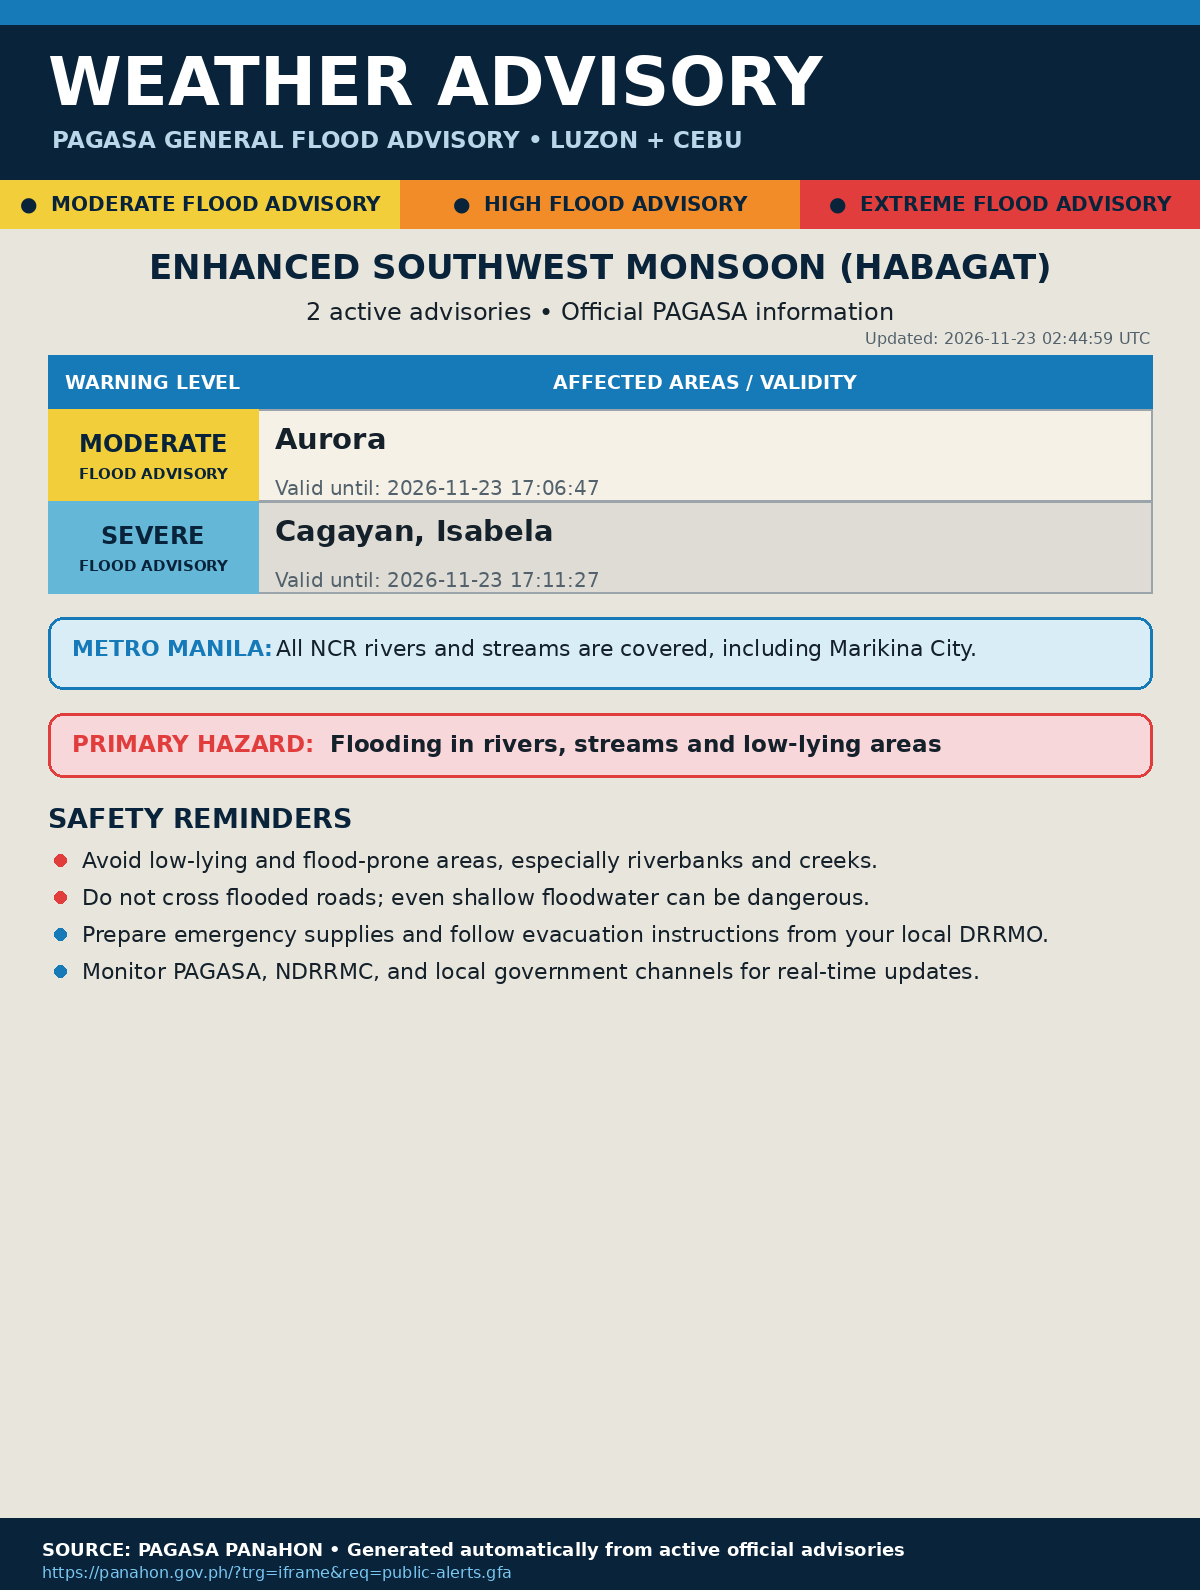 WEATHER ADVISORY
PAGASA GENERAL FLOOD ADVISORY • LUZON + CEBU
● MODERATE FLOOD ADVISORY ● HIGH FLOOD ADVISORY ● EXTREME FLOOD ADVISORY
ENHANCED SOUTHWEST MONSOON (HABAGAT)
2 active advisories • Official PAGASA information
Updated: 2026-11-23 02:44:59 UTC
WARNING LEVEL AFFECTED AREAS / VALIDITY
MODERATE
FLOOD ADVISORY
Aurora
Valid until: 2026-11-23 17:06:47
SEVERE
FLOOD ADVISORY
Cagayan, Isabela
Valid until: 2026-11-23 17:11:27
METRO MANILA: All NCR rivers and streams are covered, including Marikina City.
PRIMARY HAZARD: Flooding in rivers, streams and low-lying areas
SAFETY REMINDERS
Avoid low-lying and flood-prone areas, especially riverbanks and creeks.
Do not cross flooded roads; even shallow floodwater can be dangerous.
Prepare emergency supplies and follow evacuation instructions from your local DRRMO.
Monitor PAGASA, NDRRMC, and local government channels for real-time updates.
SOURCE: PAGASA PANaHON • Generated automatically from active official advisories
https://panahon.gov.ph/?trg=iframe&req=public-alerts.gfa